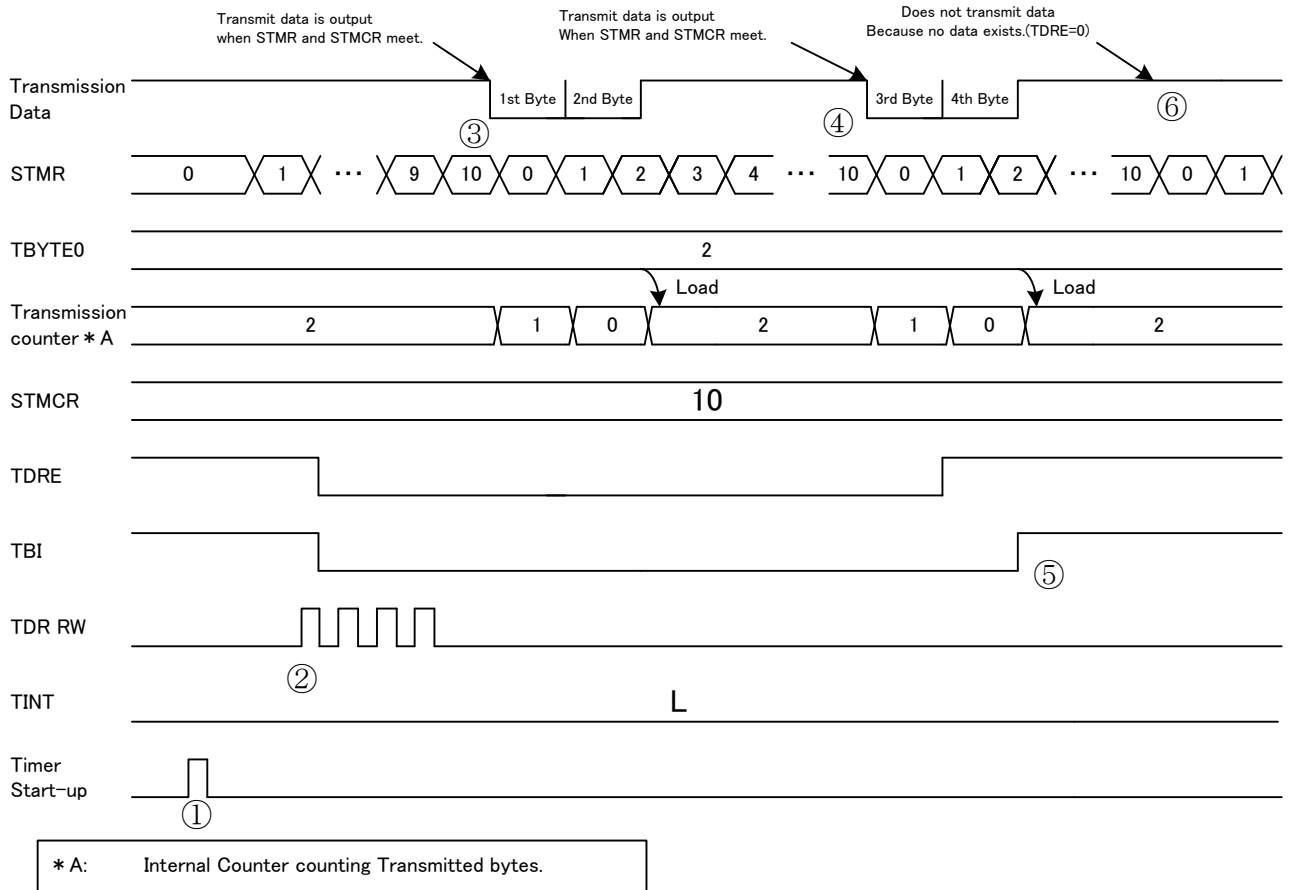 Transmit data is output
when STMR and STMCR meet.
Transmit data is output
When STMR and STMCR meet.
Does not transmit data
Because no data exists.(TDRE=0)
Transmission
Data
1st Byte 2nd Byte
3rd Byte 4th Byte
③
④
⑥
STMR
0 1 ··· 9 10 0 1 2 3 4 ··· 10 0 1 2 ··· 10 0 1
TBYTE0
2
Load
Load
Transmission
counter * A
2 1 0 2 1 0 2
STMCR
10
TDRE
TBI
⑤
TDR RW
②
TINT
L
Timer
Start-up
①
* A: Internal Counter counting Transmitted bytes.